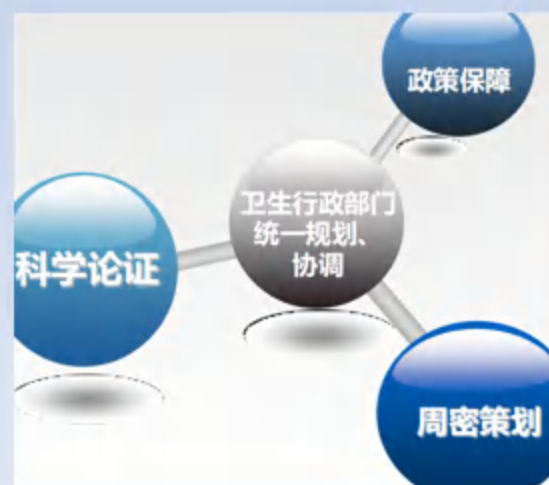 政策保障
卫生行政部门
统一规划、
协调
科学论证
周密策划